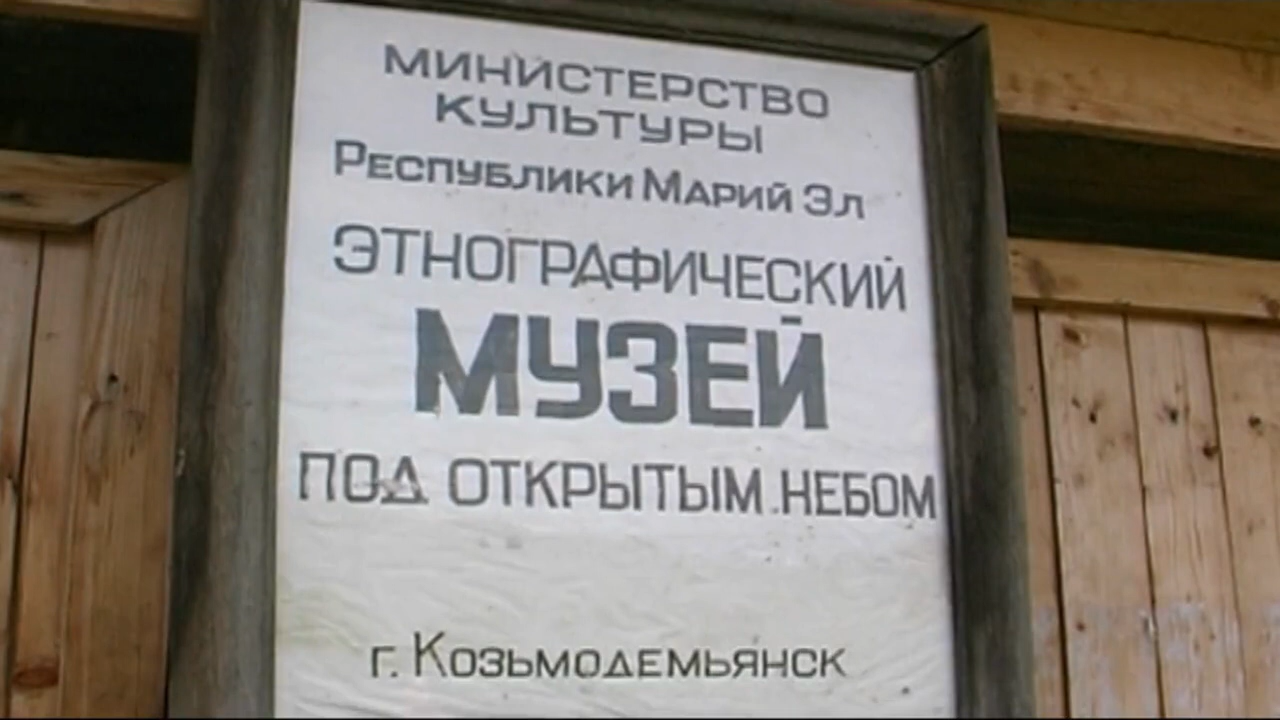 МИНИСТЕРСТВО
КУЛЬТУРЫ
Республики Марий Эл
ЭТНОГРАФИЧЕСКИЙ
МУЗЕЙ
ПОД ОТКРЫТЫМ НЕБОМ
г. Козьмодемьянск